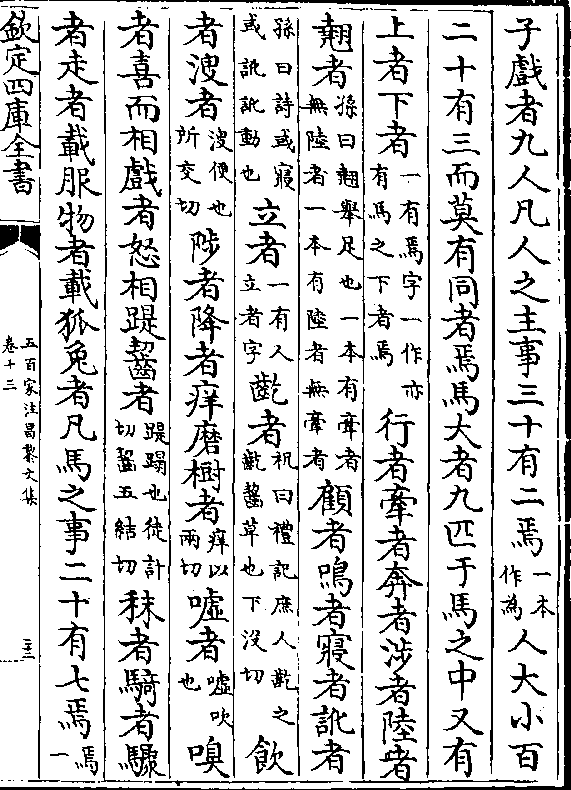 子戲者九人凡人之主事三十有二焉一本作為人大小百
二十有三而莫有同者焉馬大者九匹于馬之中又有
上者下者一有焉字一作亦有馬之下者焉行者牽者奔者涉者陸者
翹者孫曰翹舉足也一本有牽者無陸者一本有陸者無牽者顧者鳴者寢者訛者
孫曰詩或寢或訛訛動也立者一有人立者字齕者祝曰禮記庶人齕之齕齧草也下没切飲
者溲者溲便也所交切陟者降者痒磨樹者痒以兩切嘘者嘘吹也嗅
者喜而相戲者怒相踶齧者踶蹋也徒計切齧五結切秣者騎者驟
者走者載服物者載狐兔者凡馬之事二十有七焉焉一
欽定四庫全書
五百家注昌黎文集
卷十三